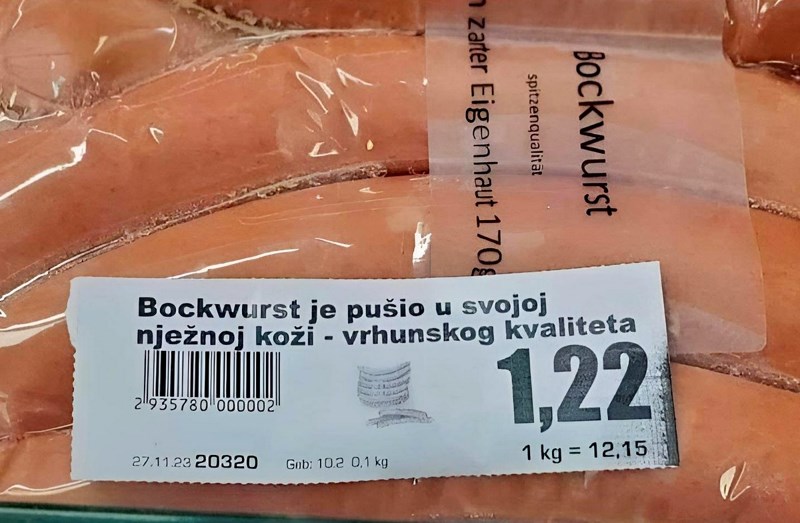 Bockwurst
spitzenqualität
zarter Eigenhaut 170g
Bockwurst je pušio u svojoj
nježnoj koži - vrhunskog kvaliteta
2 935780 000002
1,22
1 kg = 12,15
27.11.23 20320 Gnb: 10.2 0,1 kg